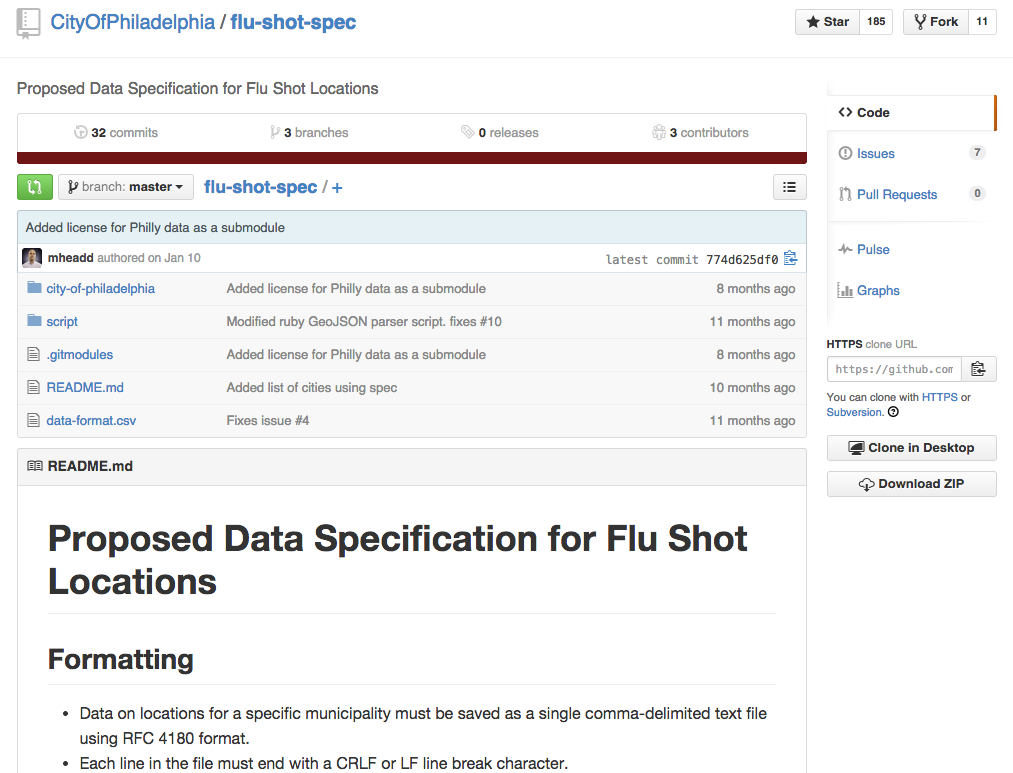 CityOfPhiladelphia / flu-shot-spec
Star 185
Fork 11
Proposed Data Specification for Flu Shot Locations
32 commits
3 branches
0 releases
3 contributors
branch: master
flu-shot-spec / +
Added license for Philly data as a submodule
mheadd authored on Jan 10
latest commit 774d625df0
city-of-philadelphia Added license for Philly data as a submodule 8 months ago
script Modified ruby GeoJSON parser script. fixes #10 11 months ago
.gitmodules Added license for Philly data as a submodule 8 months ago
README.md Added list of cities using spec 10 months ago
data-format.csv Fixes issue #4 11 months ago
README.md
Proposed Data Specification for Flu Shot
Locations
Formatting
• Data on locations for a specific municipality must be saved as a single comma-delimited text file
using RFC 4180 format.
• Each line in the file must end with a CRLF or LF line break character.
Code
Issues 7
Pull Requests 0
Pulse
Graphs
HTTPS clone URL
https://github.com
You can clone with HTTPS or
Subversion.
Clone in Desktop
Download ZIP